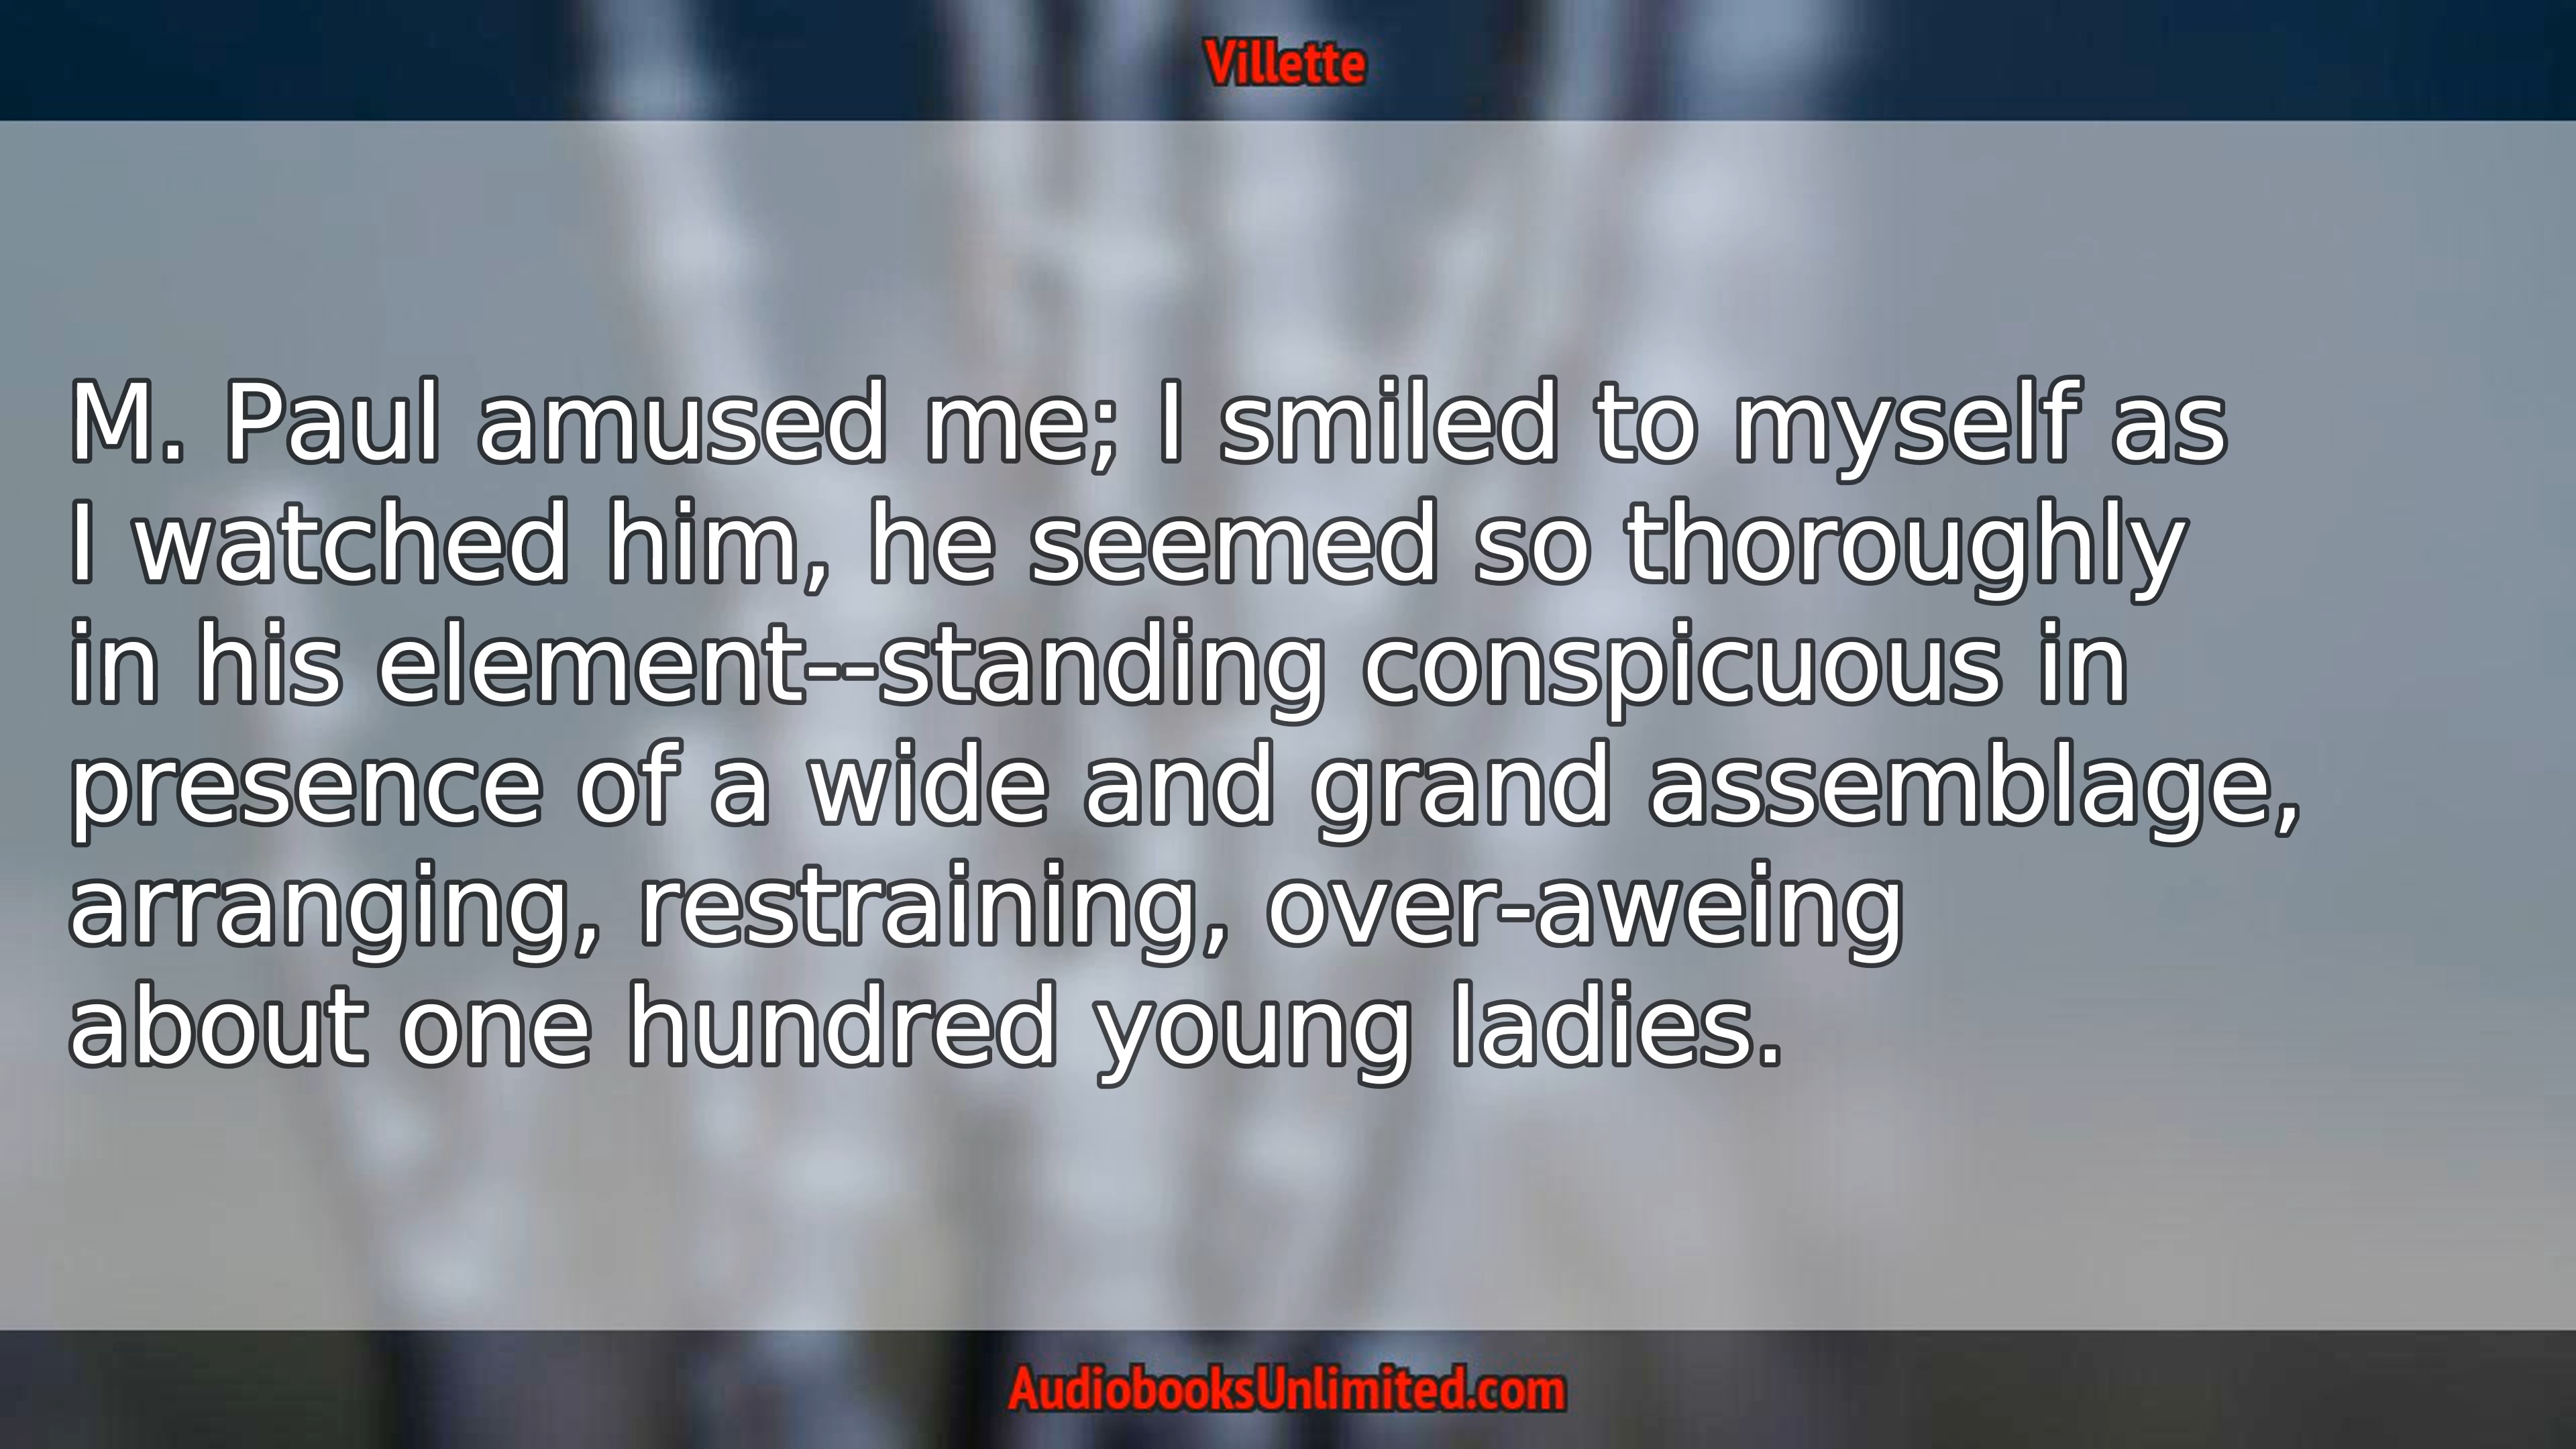 Villette
M. Paul amused me; I smiled to myself as
I watched him, he seemed so thoroughly
in his element--standing conspicuous in
presence of a wide and grand assemblage,
arranging, restraining, over-aweing
about one hundred young ladies.
AudiobooksUnlimited.com